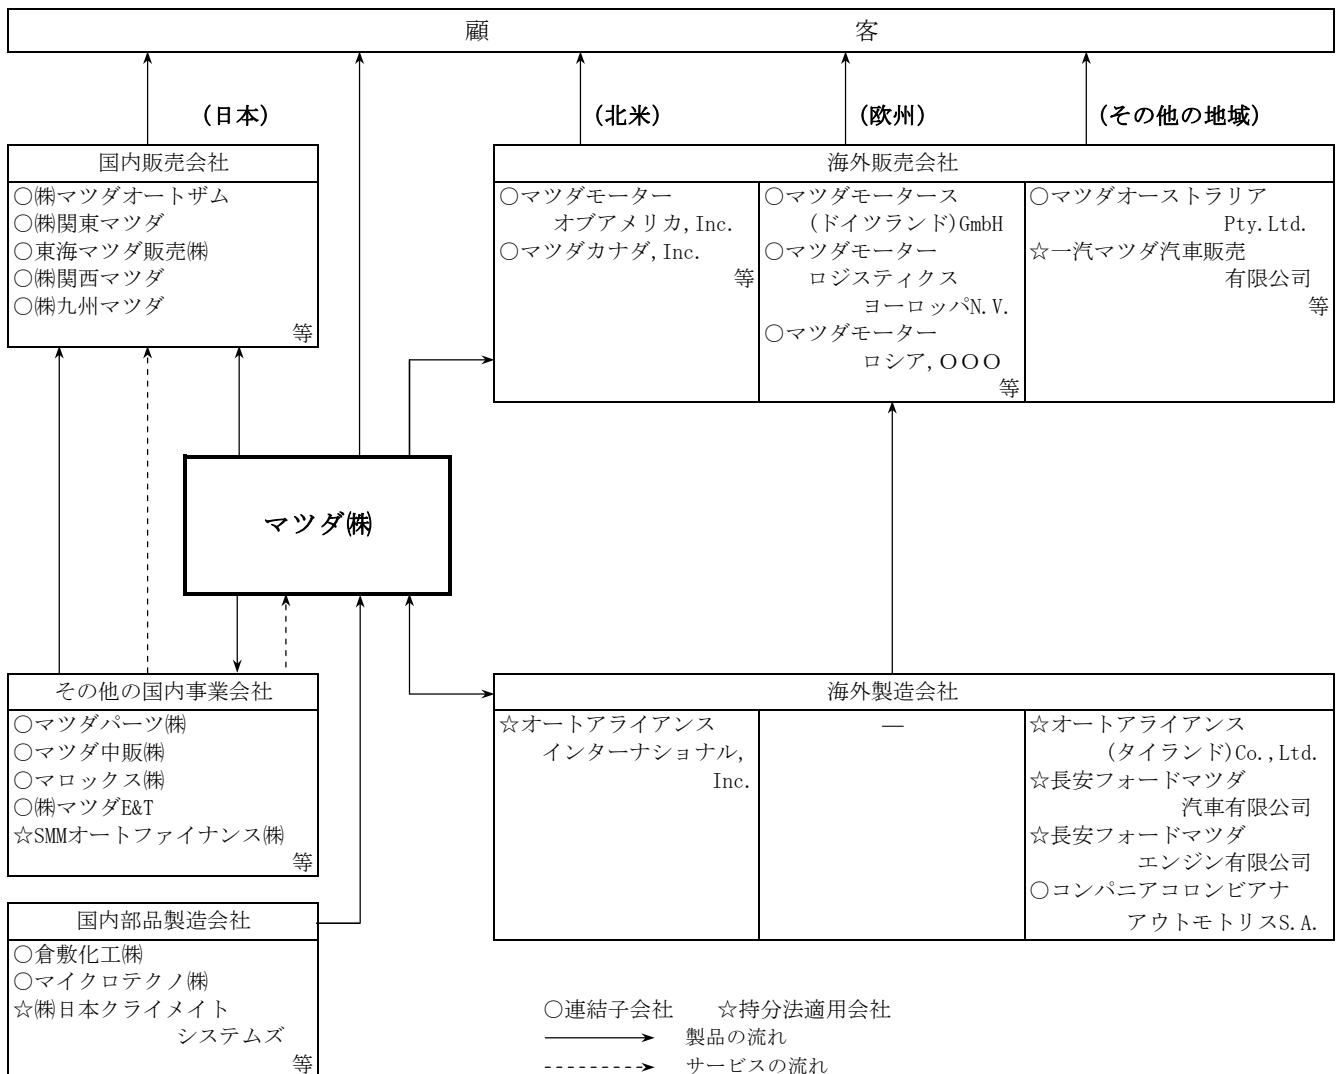 顧 客
(日本)
(北米)
(欧州)
(その他の地域)
国内販売会社
○㈱マツダオートザム
○㈱関東マツダ
○東海マツダ販売㈱
○㈱関西マツダ
○㈱九州マツダ
等
海外販売会社
○マツダモーター
オブアメリカ,Inc.
○マツダカナダ,Inc.
等
○マツダモータース
(ドイツランド)GmbH
○マツダモーター
ロジスティクス
ヨーロッパN.V.
○マツダモーター
ロシア,OOO
等
○マツダオーストラリア
Pty.Ltd.
☆一汽マツダ汽車販売
有限公司
等
マツダ㈱
その他の国内事業会社
○マツダパーツ㈱
○マツダ中販㈱
○マロックス㈱
○㈱マツダE&T
☆SMMオートファイナンス㈱
等
海外製造会社
☆オートアライアンス
インターナショナル,
Inc.
―
☆オートアライアンス
(タイランド)Co.,Ltd.
☆長安フォードマツダ
汽車有限公司
☆長安フォードマツダ
エンジン有限公司
○コンパニアコロンビアナ
アウトモトリスS.A.
国内部品製造会社
○倉敷化工㈱
○マイクロテクノ㈱
☆㈱日本クライメイト
システムズ
等
○連結子会社 ☆持分法適用会社
製品の流れ
サービスの流れ